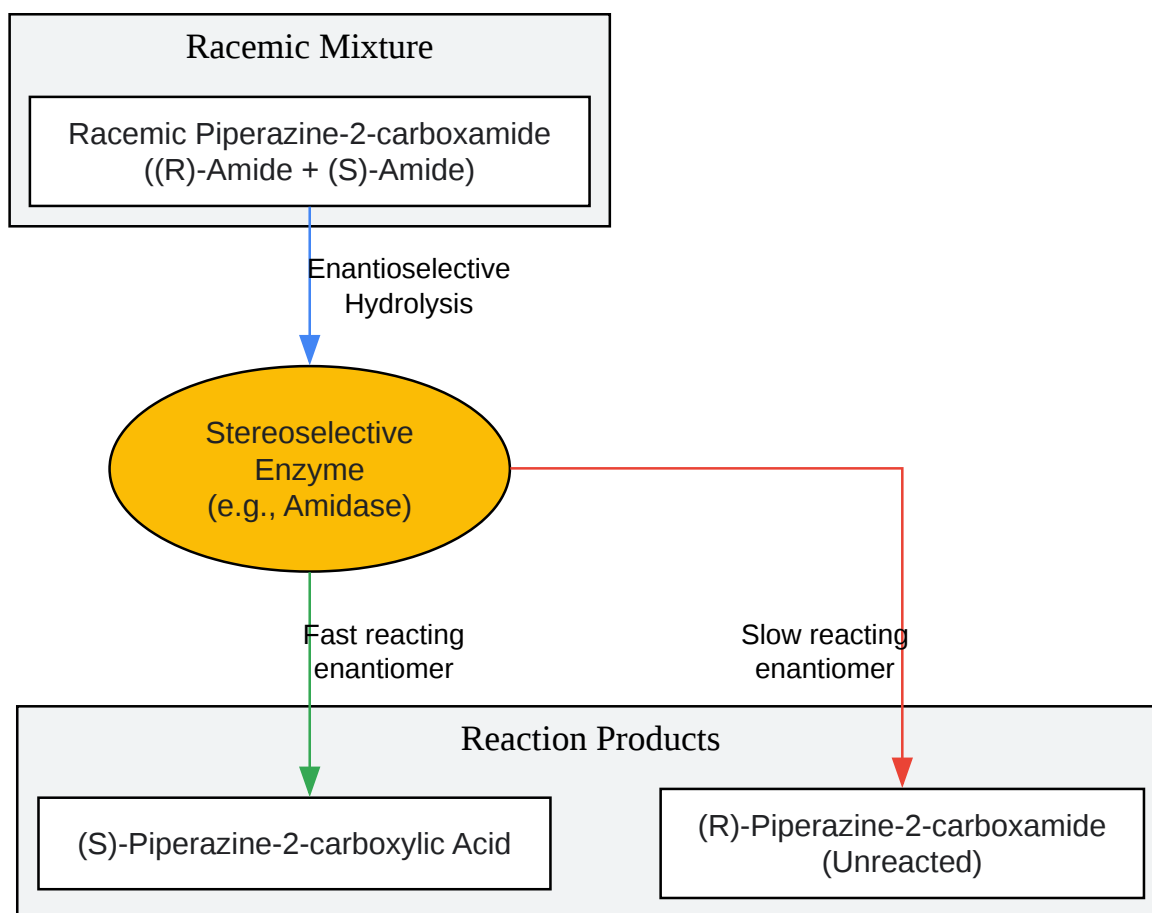 Racemic Mixture
Racemic Piperazine-2-carboxamide
((R)-Amide + (S)-Amide)
Enantioselective
Hydrolysis
Stereoselective
Enzyme
(e.g., Amidase)
Fast reacting
enantiomer
Slow reacting
enantiomer
Reaction Products
(S)-Piperazine-2-carboxylic Acid
(R)-Piperazine-2-carboxamide
(Unreacted)